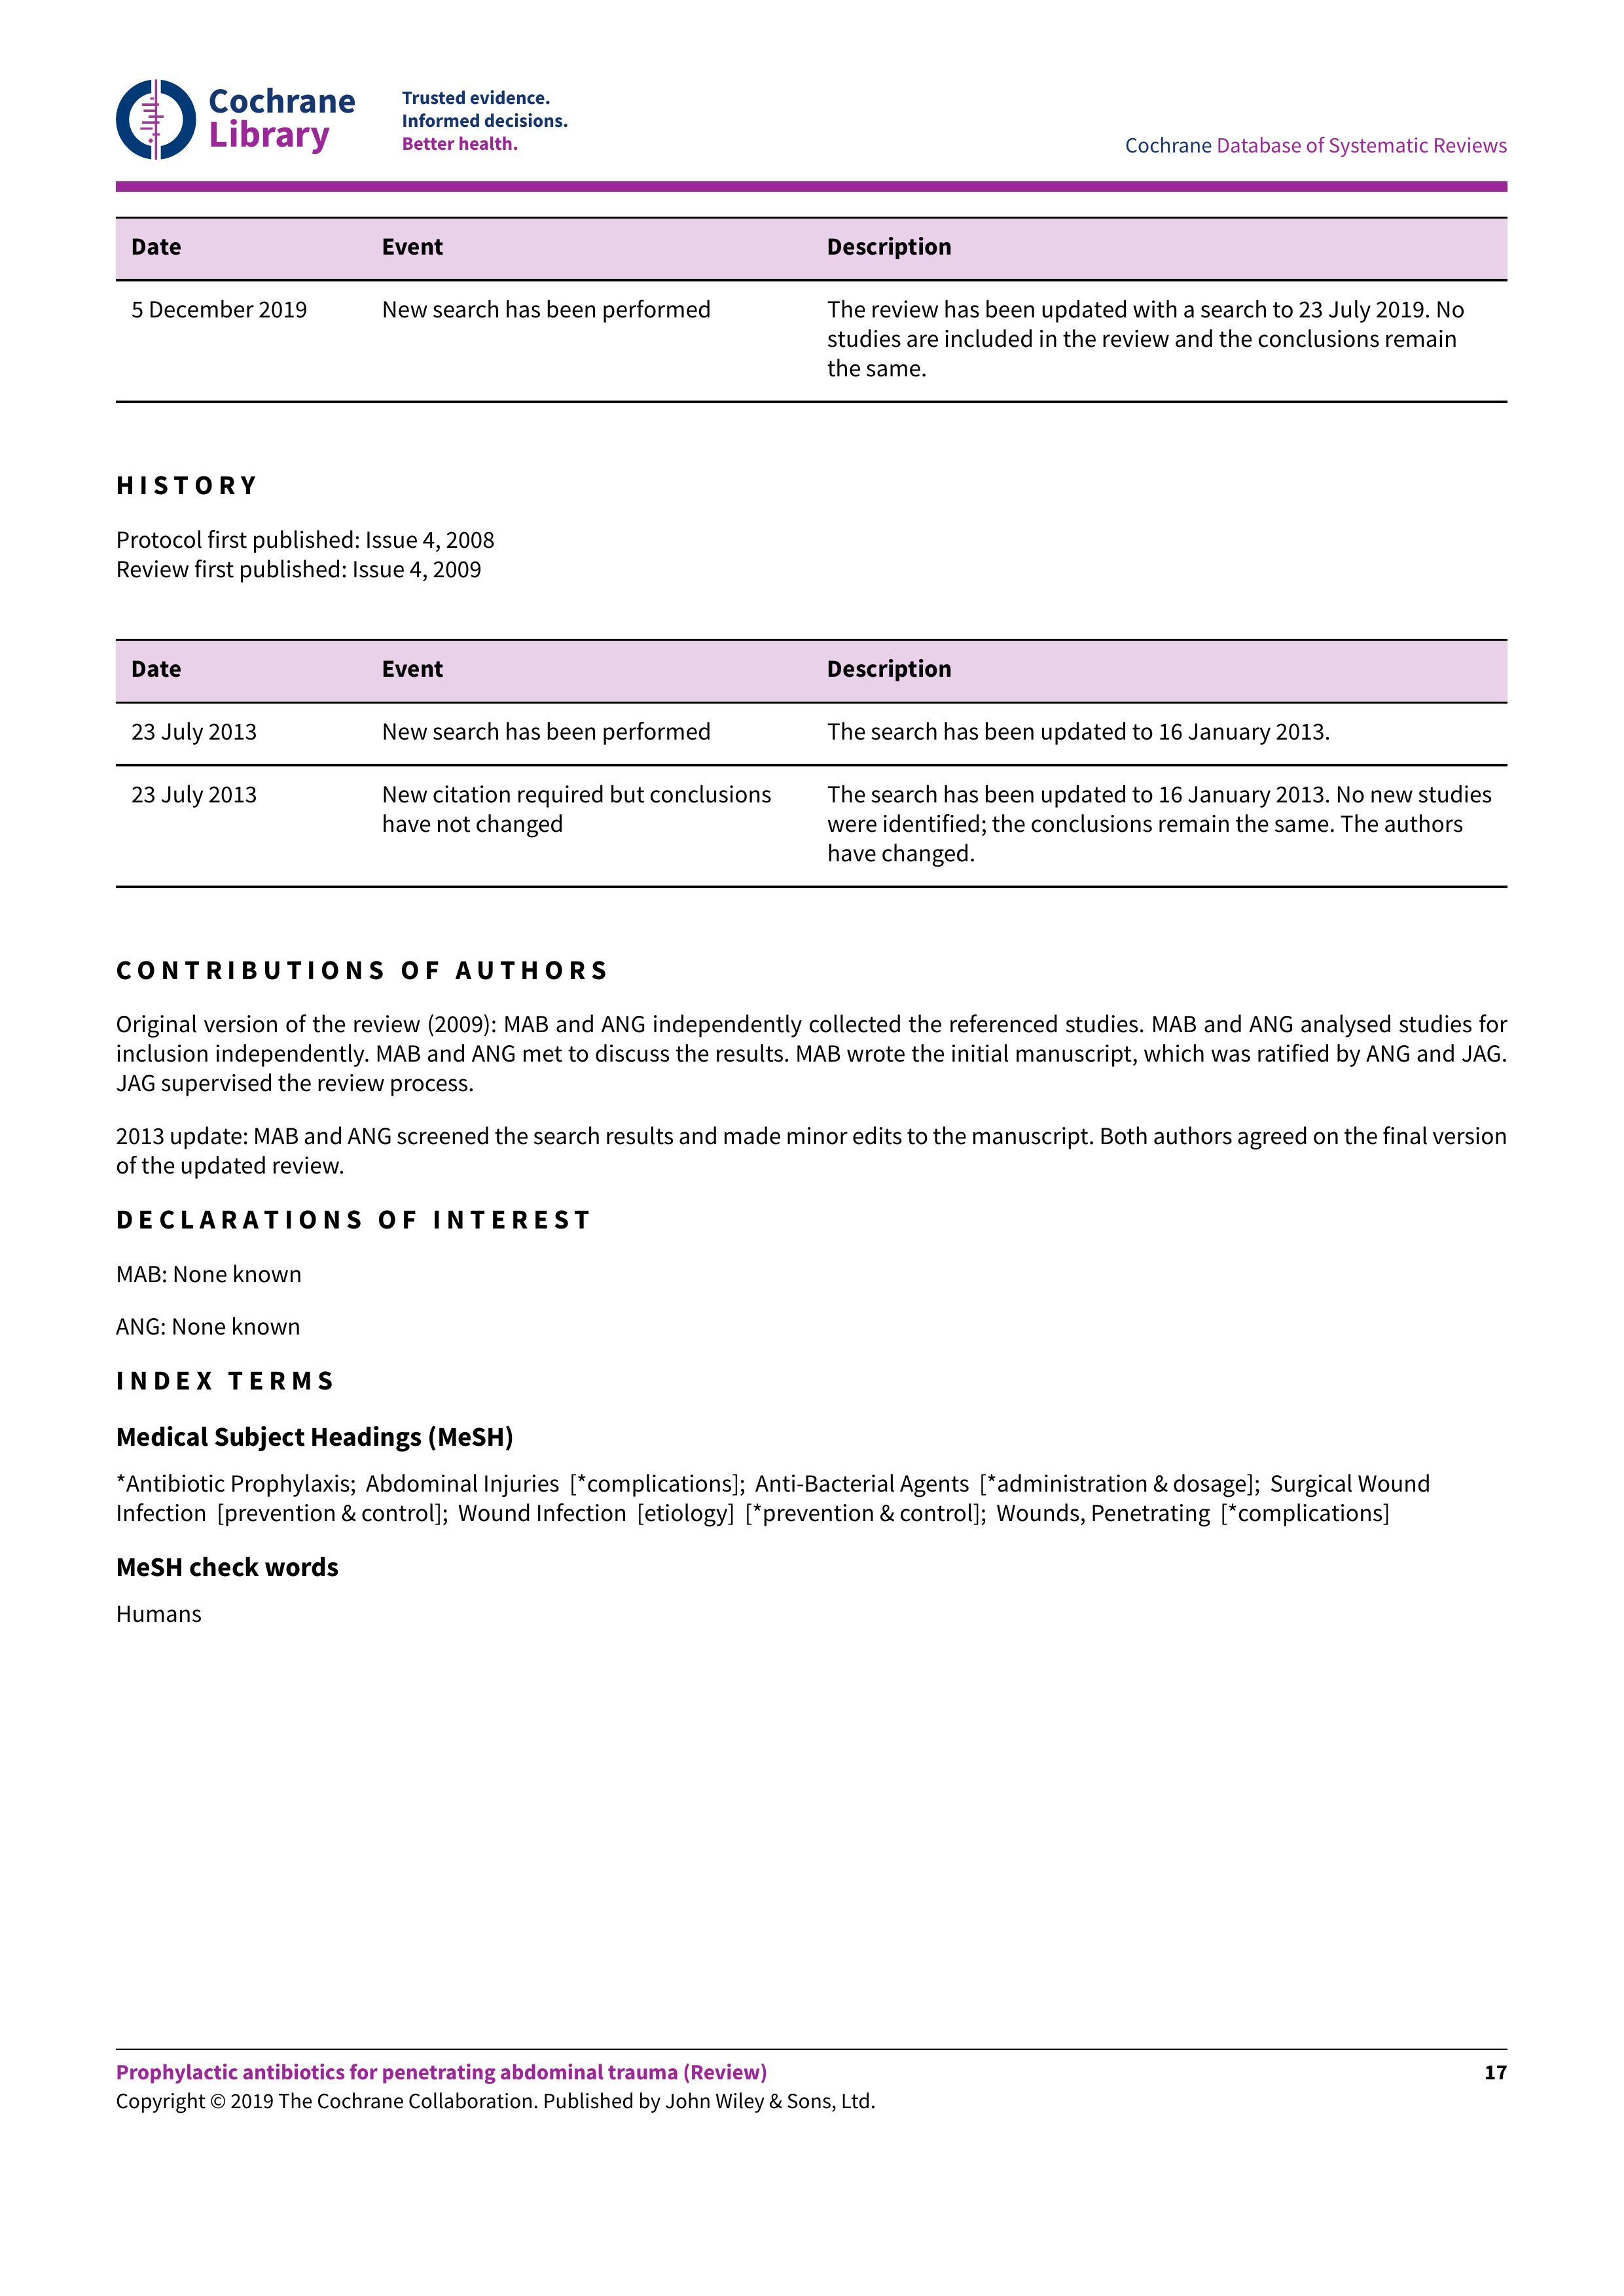 Cochrane
Library
Trusted evidence.
Informed decisions.
Better health.
Cochrane Database of Systematic Reviews
Date Event Description
5 December 2019 New search has been performed The review has been updated with a search to 23 July 2019. No
studies are included in the review and the conclusions remain
the same.
HISTORY
Protocol first published: Issue 4, 2008
Review first published: Issue 4, 2009
Date Event Description
23 July 2013 New search has been performed The search has been updated to 16 January 2013.
23 July 2013 New citation required but conclusions
have not changed
The search has been updated to 16 January 2013. No new studies
were identified; the conclusions remain the same. The authors
have changed.
CONTRIBUTIONS OF AUTHORS
Original version of the review (2009): MAB and ANG independently collected the referenced studies. MAB and ANG analysed studies for
inclusion independently. MAB and ANG met to discuss the results. MAB wrote the initial manuscript, which was ratified by ANG and JAG.
JAG supervised the review process.
2013 update: MAB and ANG screened the search results and made minor edits to the manuscript. Both authors agreed on the final version
of the updated review.
DECLARATIONS OF INTEREST
MAB: None known
ANG: None known
INDEX TERMS
Medical Subject Headings (MeSH)
*Antibiotic Prophylaxis; Abdominal Injuries [*complications]; Anti-Bacterial Agents [*administration & dosage]; Surgical Wound
Infection [prevention & control]; Wound Infection [etiology] [*prevention & control]; Wounds, Penetrating [*complications]
MeSH check words
Humans
Prophylactic antibiotics for penetrating abdominal trauma (Review) 17
Copyright © 2019 The Cochrane Collaboration. Published by John Wiley & Sons, Ltd.